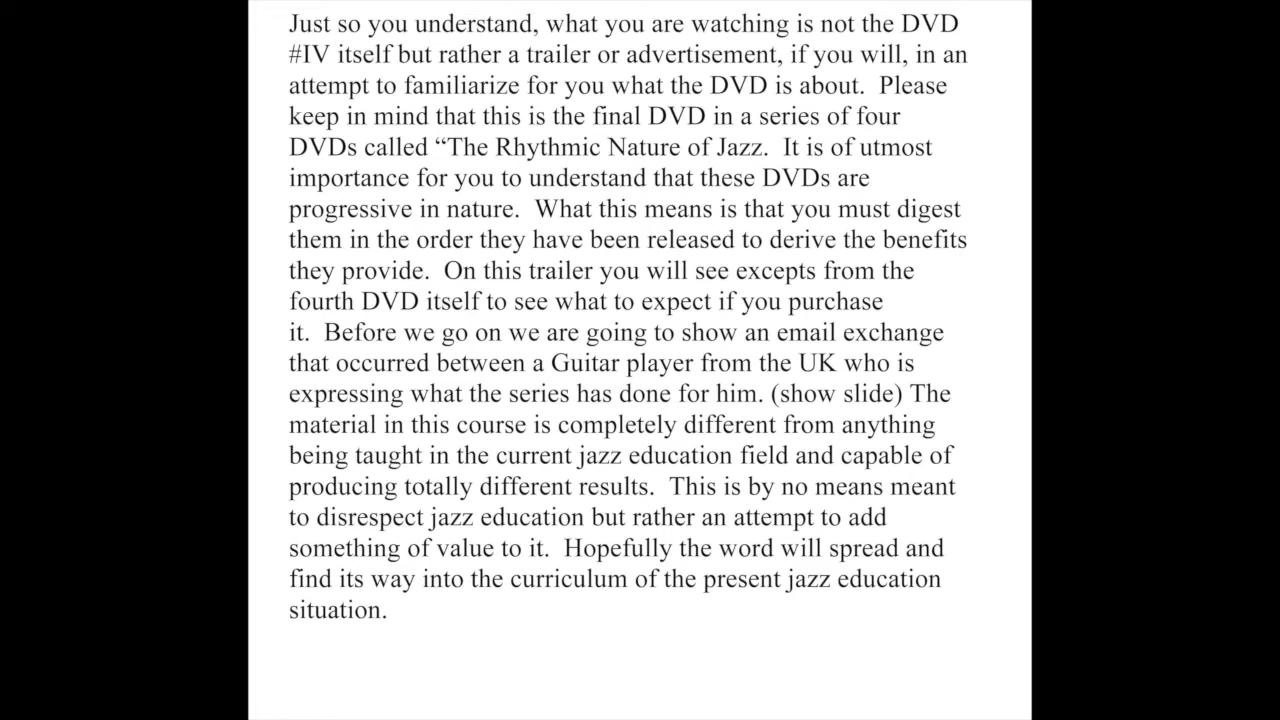 Just so you understand, what you are watching is not the DVD
#IV itself but rather a trailer or advertisement, if you will, in an
attempt to familiarize for you what the DVD is about.  Please
keep in mind that this is the final DVD in a series of four
DVDs called “The Rhythmic Nature of Jazz.  It is of utmost
importance for you to understand that these DVDs are
progressive in nature.  What this means is that you must digest
them in the order they have been released to derive the benefits
they provide.  On this trailer you will see excepts from the
fourth DVD itself to see what to expect if you purchase
it.  Before we go on we are going to show an email exchange
that occurred between a Guitar player from the UK who is
expressing what the series has done for him. (show slide) The
material in this course is completely different from anything
being taught in the current jazz education field and capable of
producing totally different results.  This is by no means meant
to disrespect jazz education but rather an attempt to add
something of value to it.  Hopefully the word will spread and
find its way into the curriculum of the present jazz education
situation.